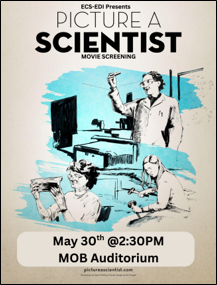 ECS-EDI Presents
PICTURE A
SCIENTIST
MOVIE SCREENING
May 30th @2:30PM
MOB Auditorium
pictureascientist.com